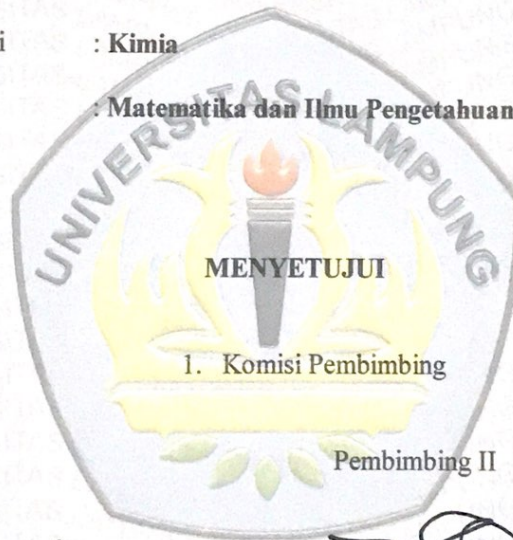 i : Kimia
: Matematika dan Ilmu Pengetahuan
UNIVERSITAS LAMPUNG
MENYETUJUI
1. Komisi Pembimbing
Pembimbing II